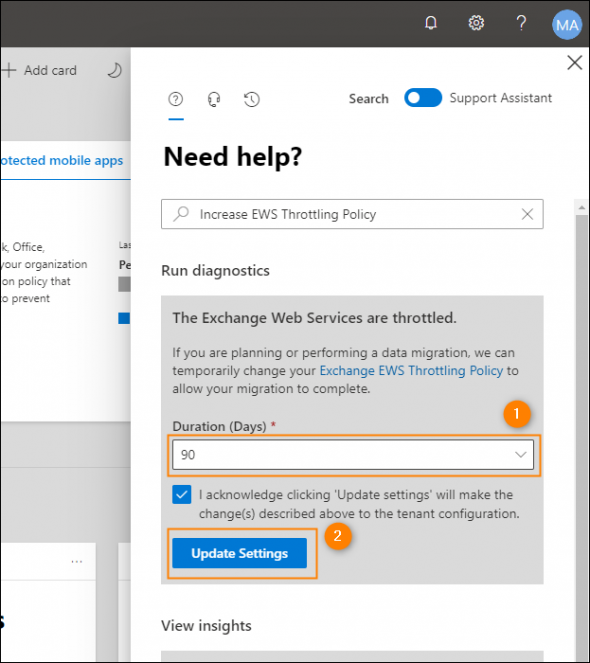 MA
Add card
Search
Support Assistant
Need help?
otected mobile apps
Increase EWS Throttling Policy
k, Office,
your organization
on policy that
o prevent
Las
Pe
Run diagnostics
The Exchange Web Services are throttled.
If you are planning or performing a data migration, we can
temporarily change your Exchange EWS Throttling Policy to
allow your migration to complete.
1
Duration (Days) *
90
I acknowledge clicking 'Update settings' will make the
change(s) described above to the tenant configuration.
2
Update Settings
...
s
View insights